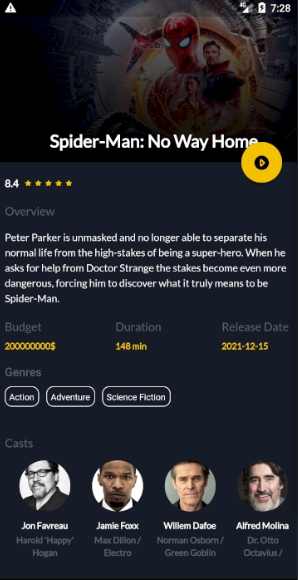 4G 7:28
Spider-Man: No Way Home
8.4
Overview
Peter Parker is unmasked and no longer able to separate his
normal life from the high-stakes of being a super-hero. When he
asks for help from Doctor Strange the stakes become even more
dangerous, forcing him to discover what it truly means to be
Spider-Man.
Budget Duration Release Date
200000000$ 148 min 2021-12-15
Genres
Action Adventure Science Fiction
Casts
Jon Favreau Jamie Foxx Willem Dafoe Alfred Molina
Harold 'Happy' Max Dillon / Norman Osborn / Dr. Otto
Hogan Electro Green Goblin Octavius /